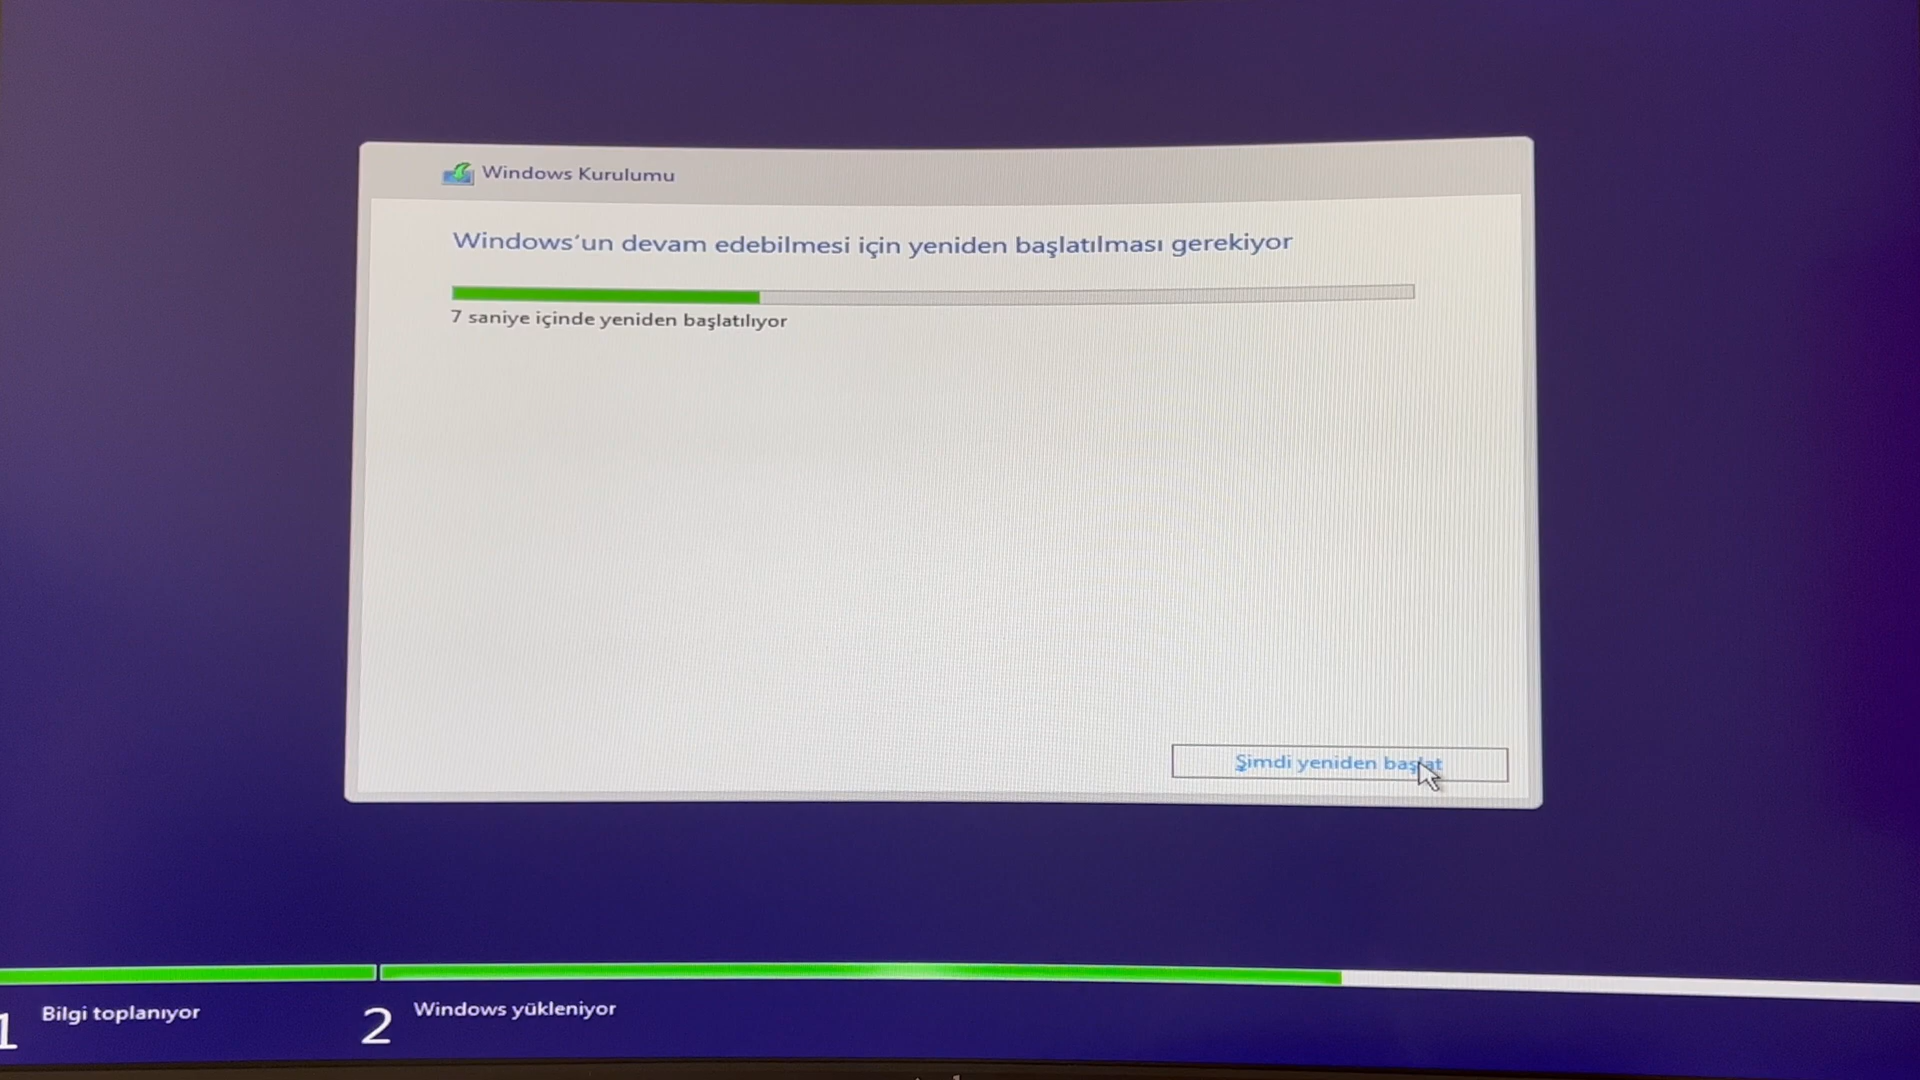 Windows Kurulumu
Windows'un devam edebilmesi için yeniden başlatılması gerekiyor
7 saniye içinde yeniden başlatılıyor
Şimdi yeniden başlat
1 Bilgi toplanıyor
2 Windows yükleniyor